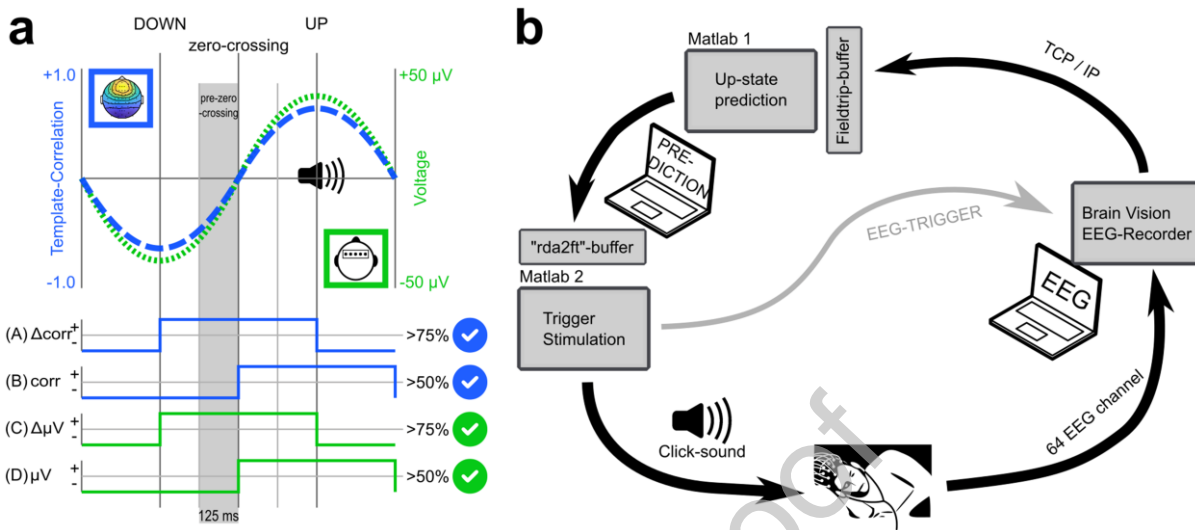 a
DOWN
UP
zero-crossing
+1.0
+50 µV
pre-zero
-crossing
Template-Correlation
Voltage
-1.0
-50 µV
(A) Δcorr
+
-
>75%
(B) corr
+
-
>50%
(C) ΔµV
+
-
>75%
(D) µV
+
-
>50%
125 ms
b
Matlab 1
Up-state
prediction
Fieldtrip-buffer
TCP / IP
PRE-
DICTION
"rda2ft"-buffer
Matlab 2
Trigger
Stimulation
EEG-TRIGGER
Brain Vision
EEG-Recorder
EEG
Click-sound
64 EEG channel
oof